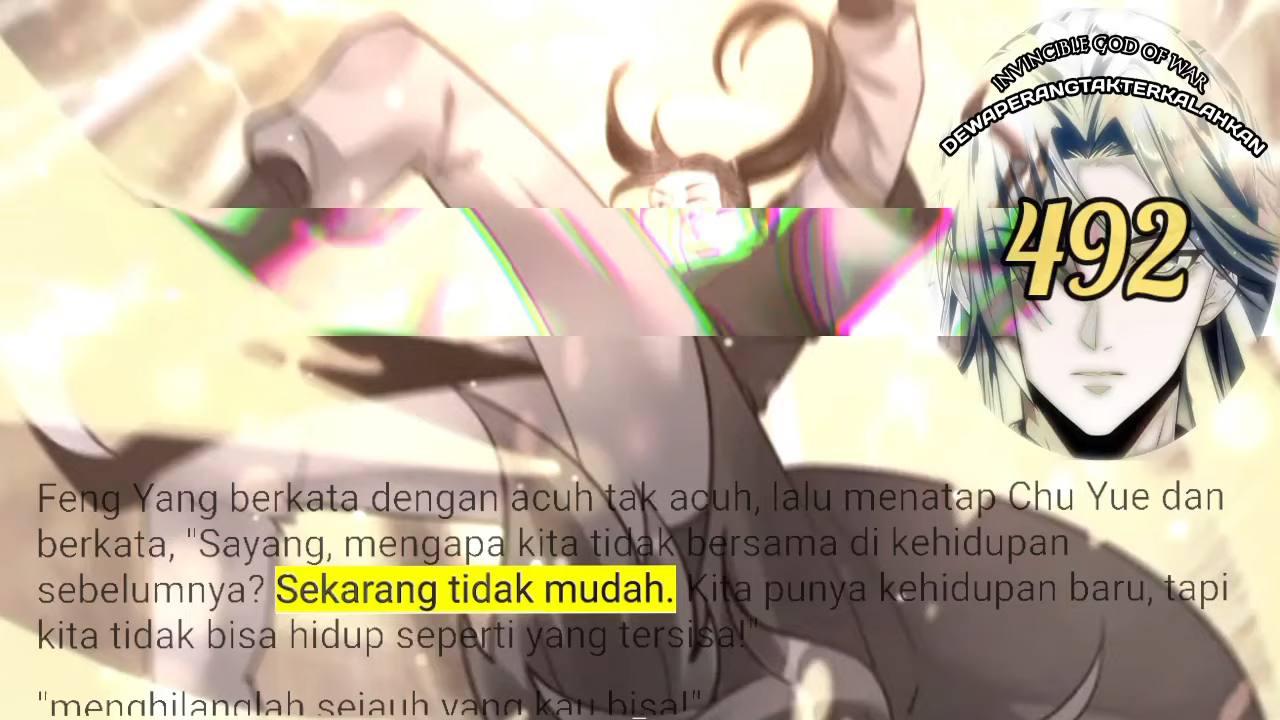 INVINCIBLE GOD OF WAR
DEWAPERANGTAKTERKALAHKAN
492
Feng Yang berkata dengan acuh tak acuh, lalu menatap Chu Yue dan
berkata, "Sayang, mengapa kita tidak bersama di kehidupan
sebelumnya? Sekarang tidak mudah. Kita punya kehidupan baru, tapi
kita tidak bisa hidup seperti yang tersisa!"
"menghilanglah sejauh yang kau bisa!"